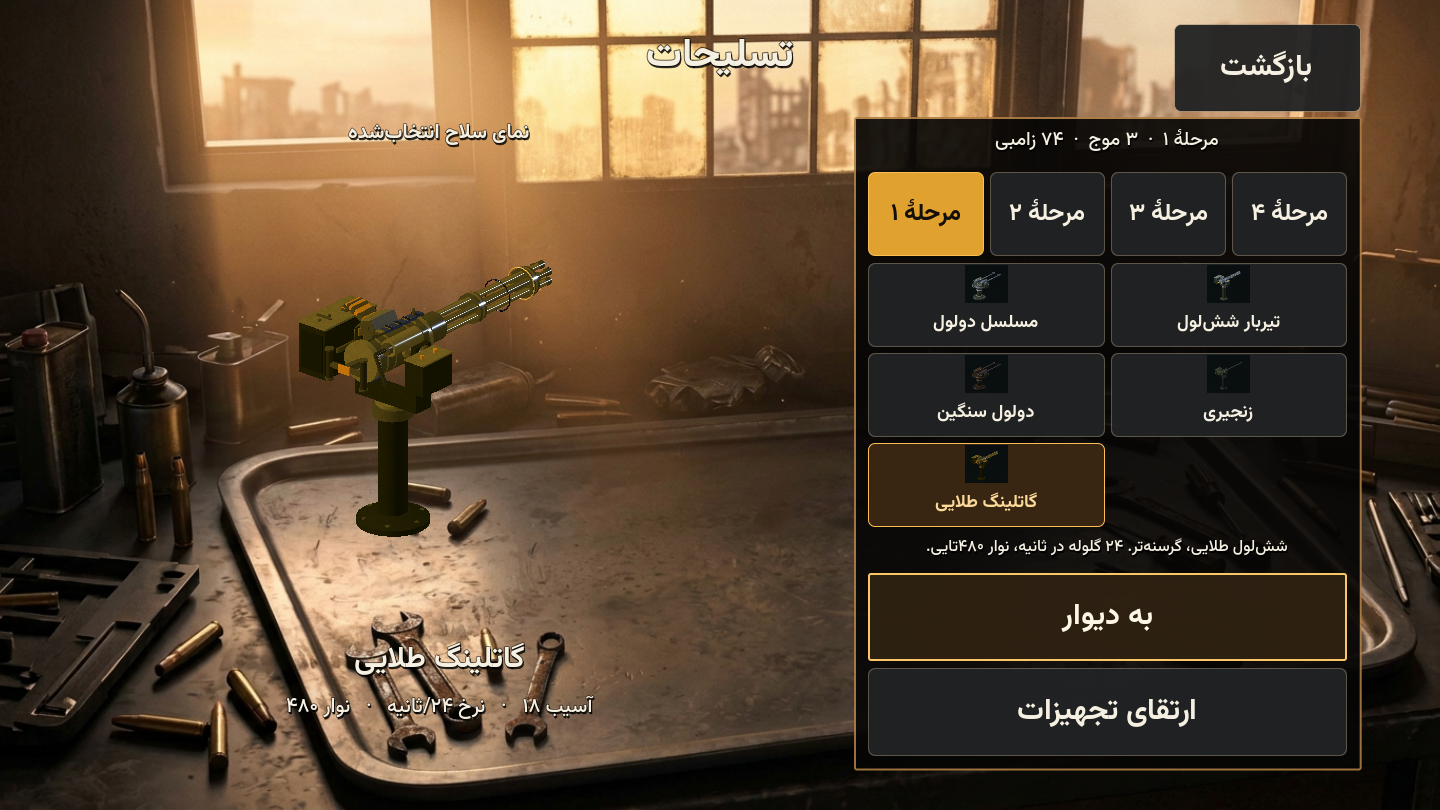 تسلیحات
بازگشت
نمای سلاح انتخاب‌شده
مرحلهٔ ۱ · ۳ موج · ۷۴ زامبی
مرحلهٔ ۱
مرحلهٔ ۲
مرحلهٔ ۳
مرحلهٔ ۴
تیربار شش‌لول
مسلسل دولول
زنجیری
دولول سنگین
گاتلینگ طلایی
شش‌لول طلایی، گرسنه‌تر. ۲۴ گلوله در ثانیه، نوار ۴۸۰تایی.
به دیوار
ارتقای تجهیزات
گاتلینگ طلایی
آسیب ۱۸ · نرخ ۲۴/ثانیه · نوار ۴۸۰